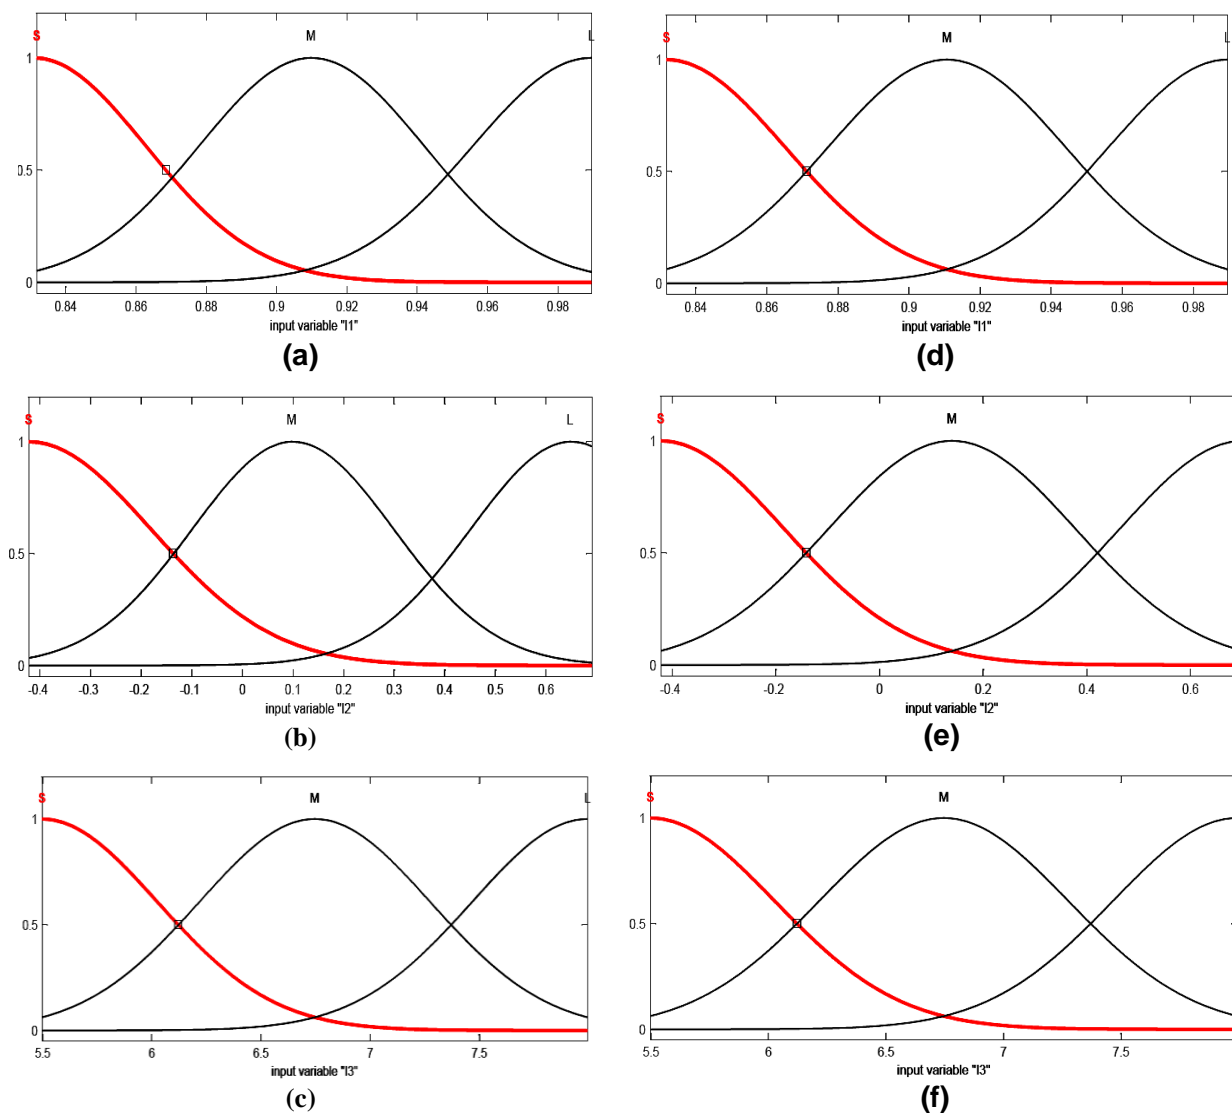 S M L
1
0.5
0
0.84 0.86 0.88 0.9 0.92 0.94 0.96 0.98
input variable "I1"
(a)
S M L
1
0.5
0
0.84 0.86 0.88 0.9 0.92 0.94 0.96 0.98
input variable "I1"
(d)
S M L
1
0.5
0
-0.4 -0.3 -0.2 -0.1 0 0.1 0.2 0.3 0.4 0.5 0.6
input variable "I2"
(b)
S M
1
0.5
0
-0.4 -0.2 0 0.2 0.4 0.6
input variable "I2"
(e)
S M L
1
0.5
0
5.5 6 6.5 7 7.5
input variable "I3"
(c)
S M
1
0.5
0
5.5 6 6.5 7 7.5
input variable "I3"
(f)